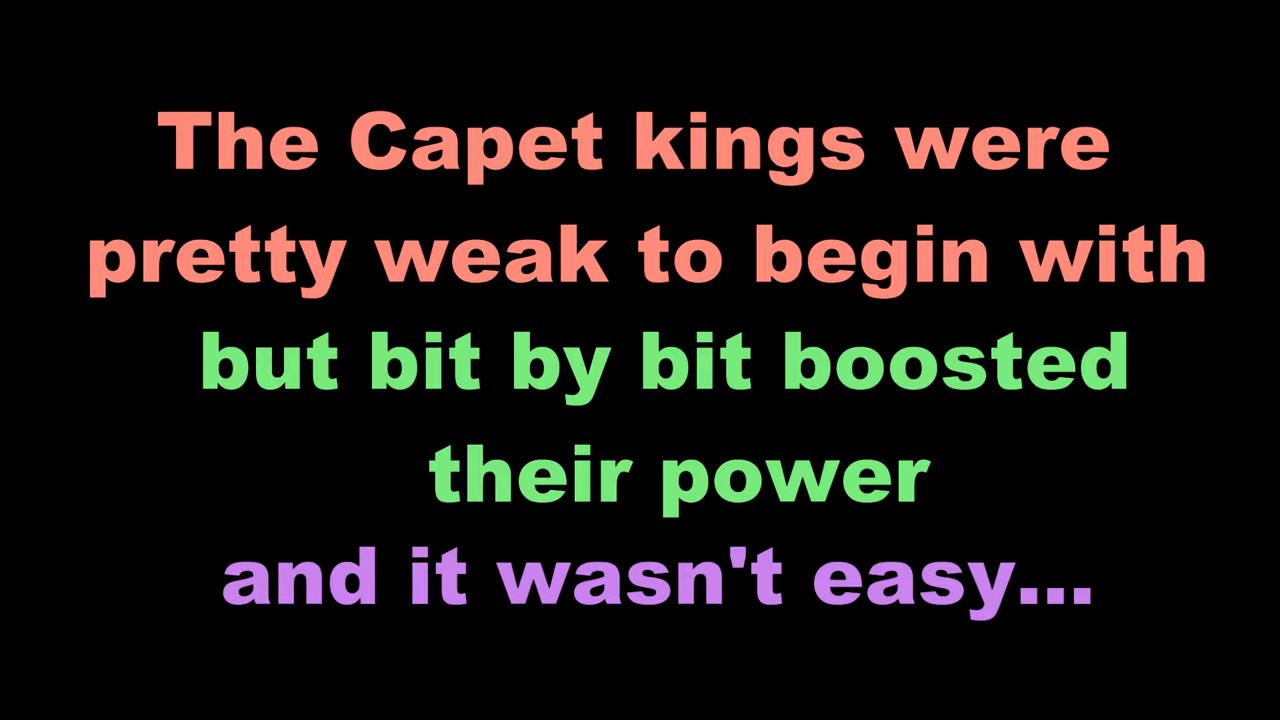 The Capet kings were
pretty weak to begin with
but bit by bit boosted
their power
and it wasn't easy...